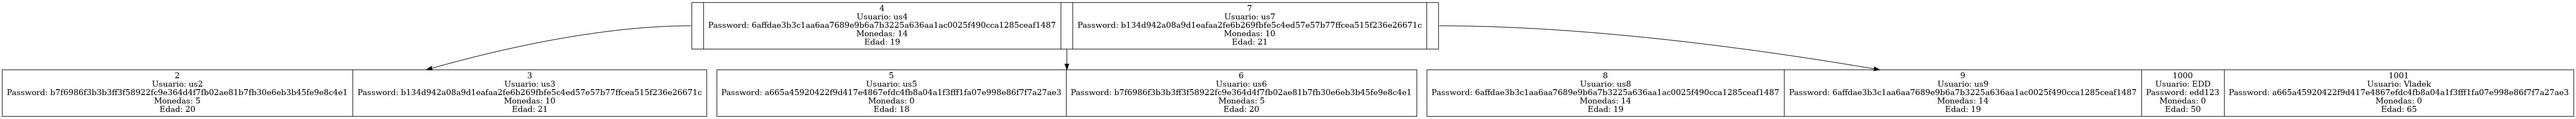 4
Usuario: us4
Password: 6affdae3b3c1aa6aa7689e9b6a7b3225a636aa1ac0025f490cca1285ceaf1487
Monedas: 14
Edad: 19
7
Usuario: us7
Password: b134d942a08a9d1eafaa2fe6b269fbfe5c4ed57e57b77ffcea515f236e26671c
Monedas: 10
Edad: 21
2
Usuario: us2
Password: b7f6986f3b3b3ff3f58922fc9e364d4f7fb02ae81b7fb30e6eb3b45fe9e8c4e1
Monedas: 5
Edad: 20
3
Usuario: us3
Password: b134d942a08a9d1eafaa2fe6b269fbfe5c4ed57e57b77ffcea515f236e26671c
Monedas: 10
Edad: 21
5
Usuario: us5
Password: a665a45920422f9d417e4867efdc4fb8a04a1f3fff1fa07e998e86f7f7a27ae3
Monedas: 0
Edad: 18
6
Usuario: us6
Password: b7f6986f3b3b3ff3f58922fc9e364d4f7fb02ae81b7fb30e6eb3b45fe9e8c4e1
Monedas: 5
Edad: 20
8
Usuario: us8
Password: 6affdae3b3c1aa6aa7689e9b6a7b3225a636aa1ac0025f490cca1285ceaf1487
Monedas: 14
Edad: 19
9
Usuario: us9
Password: 6affdae3b3c1aa6aa7689e9b6a7b3225a636aa1ac0025f490cca1285ceaf1487
Monedas: 14
Edad: 19
1000
Usuario: EDD
Password: edd123
Monedas: 0
Edad: 50
1001
Usuario: Vladek
Password: a665a45920422f9d417e4867efdc4fb8a04a1f3fff1fa07e998e86f7f7a27ae3
Monedas: 0
Edad: 65